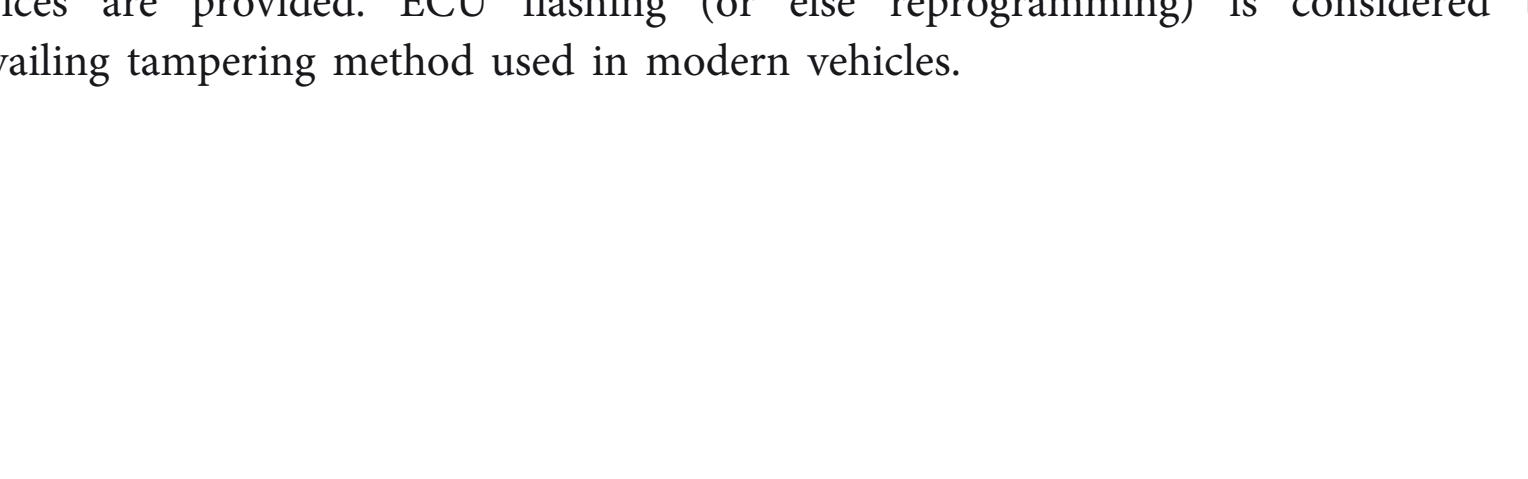 ices are provided. ECU flashing (or else reprogramming) is considered
vailing tampering method used in modern vehicles.